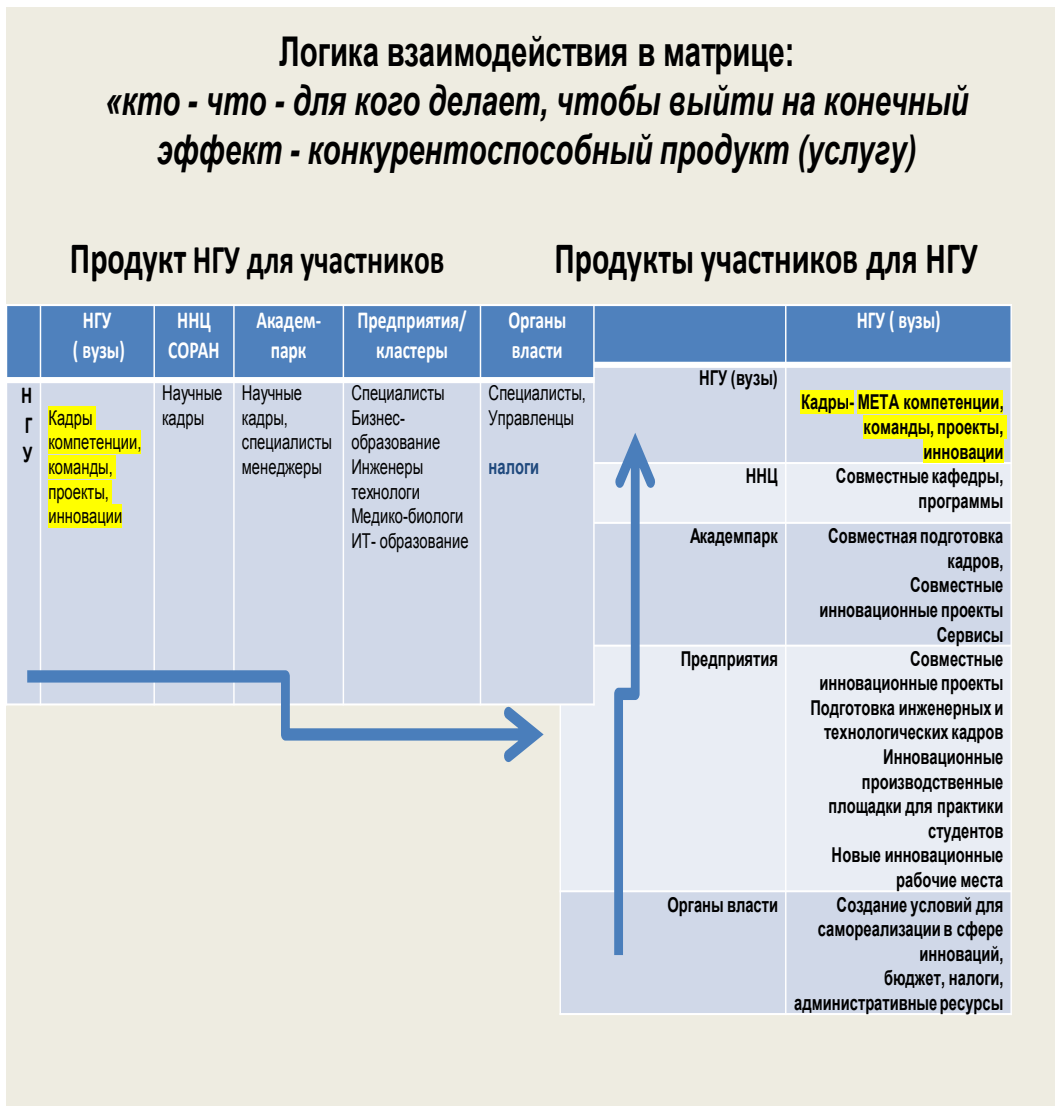 Логика взаимодействия в матрице:
«кто - что - для кого делает, чтобы выйти на конечный
эффект - конкурентоспособный продукт (услугу)
Продукт НГУ для участников
НГУ
( вузы)
ННЦ
СОРАН
Академ-
парк
Предприятия/
кластеры
Органы
власти
Н
Г
У
Кадры
компетенции,
команды,
проекты,
инновации
Научные
кадры
Научные
кадры,
специалисты
менеджеры
Специалисты
Бизнес-
образование
Инженеры
технологи
Медико-биологи
ИТ- образование
Специалисты,
Управленцы
налоги
Продукты участников для НГУ
НГУ ( вузы)
НГУ (вузы)
Кадры- МЕТА компетенции,
команды, проекты,
инновации
ННЦ
Совместные кафедры,
программы
Академпарк
Совместная подготовка
кадров,
Совместные
инновационные проекты
Сервисы
Предприятия
Совместные
инновационные проекты
Подготовка инженерных и
технологических кадров
Инновационные
производственные
площадки для практики
студентов
Новые инновационные
рабочие места
Органы власти
Создание условий для
самореализации в сфере
инноваций,
бюджет, налоги,
административные ресурсы